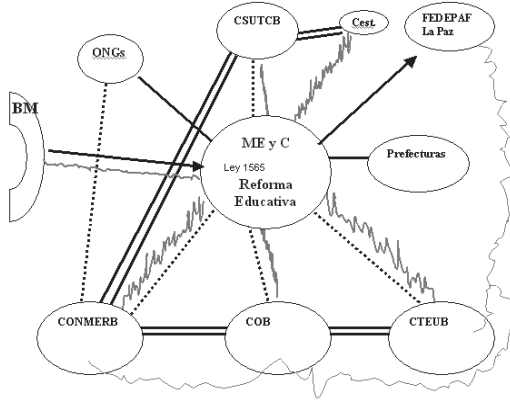 CSUTCB
Cest.
FEDEPAF
La Paz
ONGs
BM
ME y C
Ley 1565
Reforma
Educativa
Prefecturas
CONMERB
COB
CTEUB